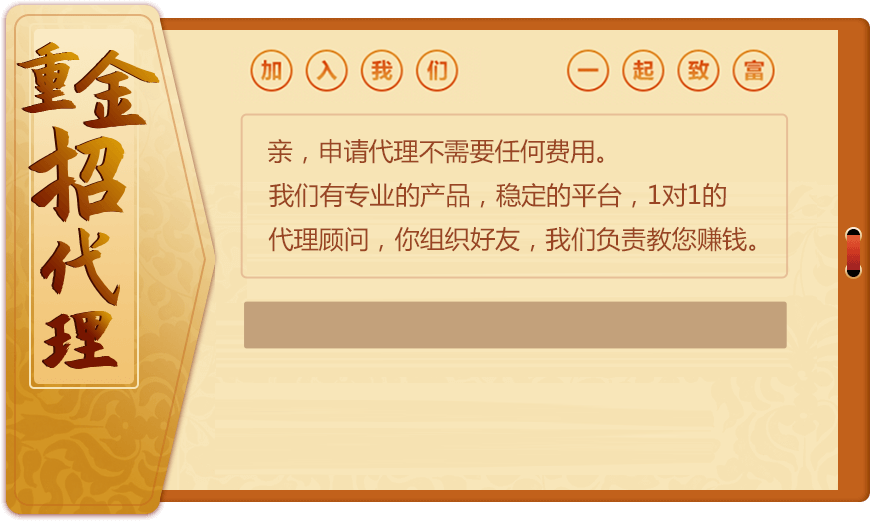 重金招代理
加入我们 一起致富
亲，申请代理不需要任何费用。
我们有专业的产品，稳定的平台，1对1的
代理顾问，你组织好友，我们负责教您赚钱。